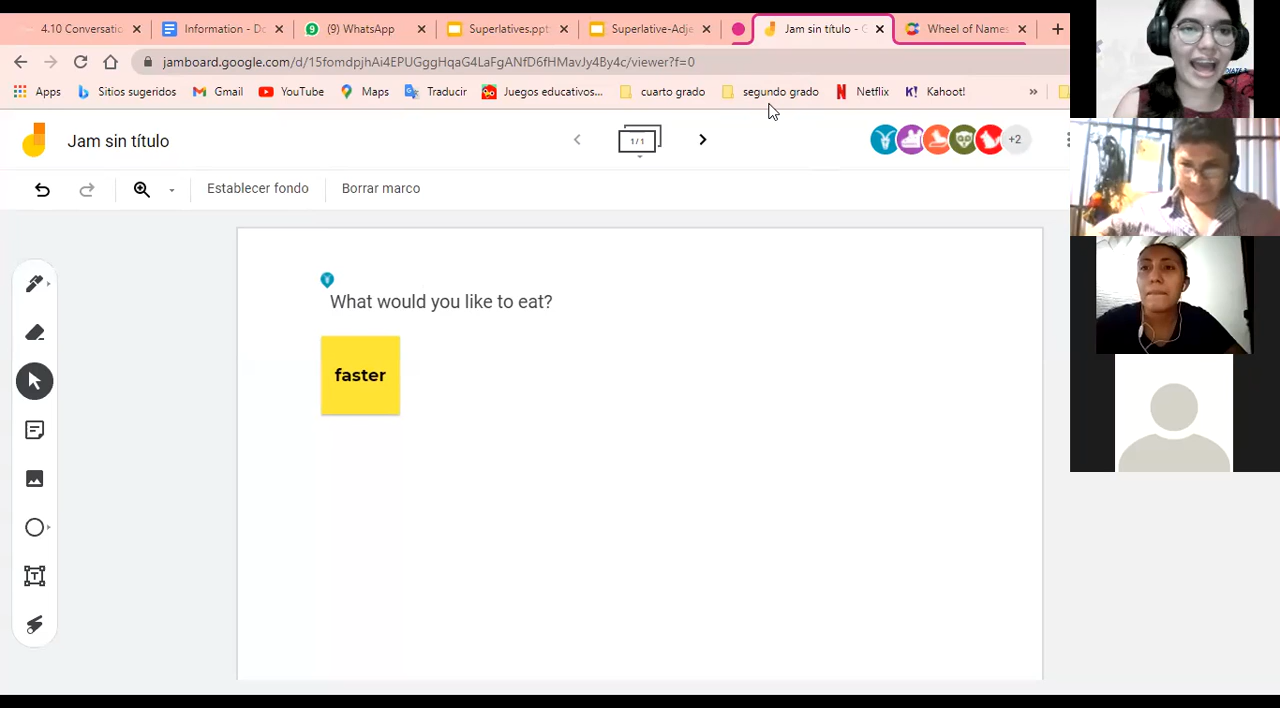 4.10 Conversatic
Information - Do
(9) WhatsApp
Superlatives.ppt
Superlative-Adje
Jam sin título - G
Wheel of Names
jamboard.google.com/d/15fomdpjhAi4EPUGggHqaG4LaFgANfD6fHMavJy4By4c/viewer?f=0
Apps
Sitios sugeridos
Gmail
YouTube
Maps
Traducir
Juegos educativos...
cuarto grado
segundo grado
Netflix
Kahoot!
Jam sin título
1/1
+2
Establecer fondo
Borrar marco
What would you like to eat?
faster